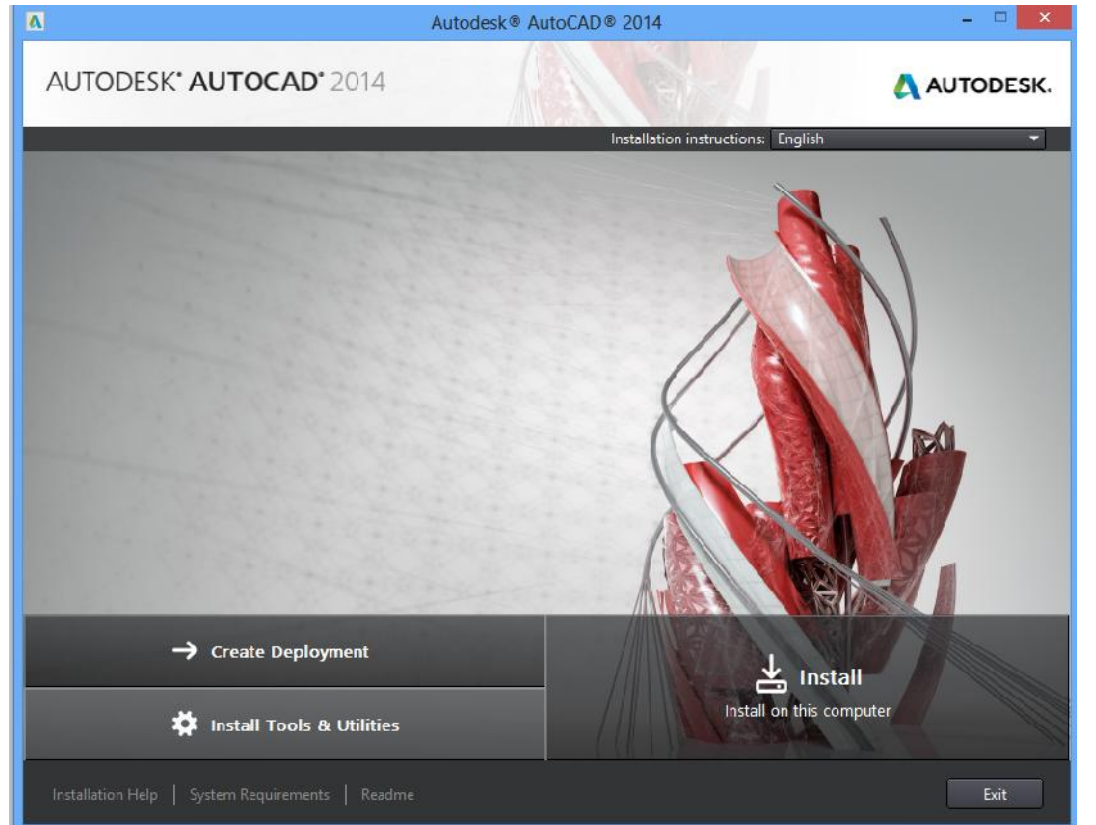 Autodesk® AutoCAD® 2014
AUTODESK® AUTOCAD® 2014
AUTODESK.
Installation instructions: English
Create Deployment
Install Tools & Utilities
Install
Install on this computer
Installation Help | System Requirements | Readme
Exit